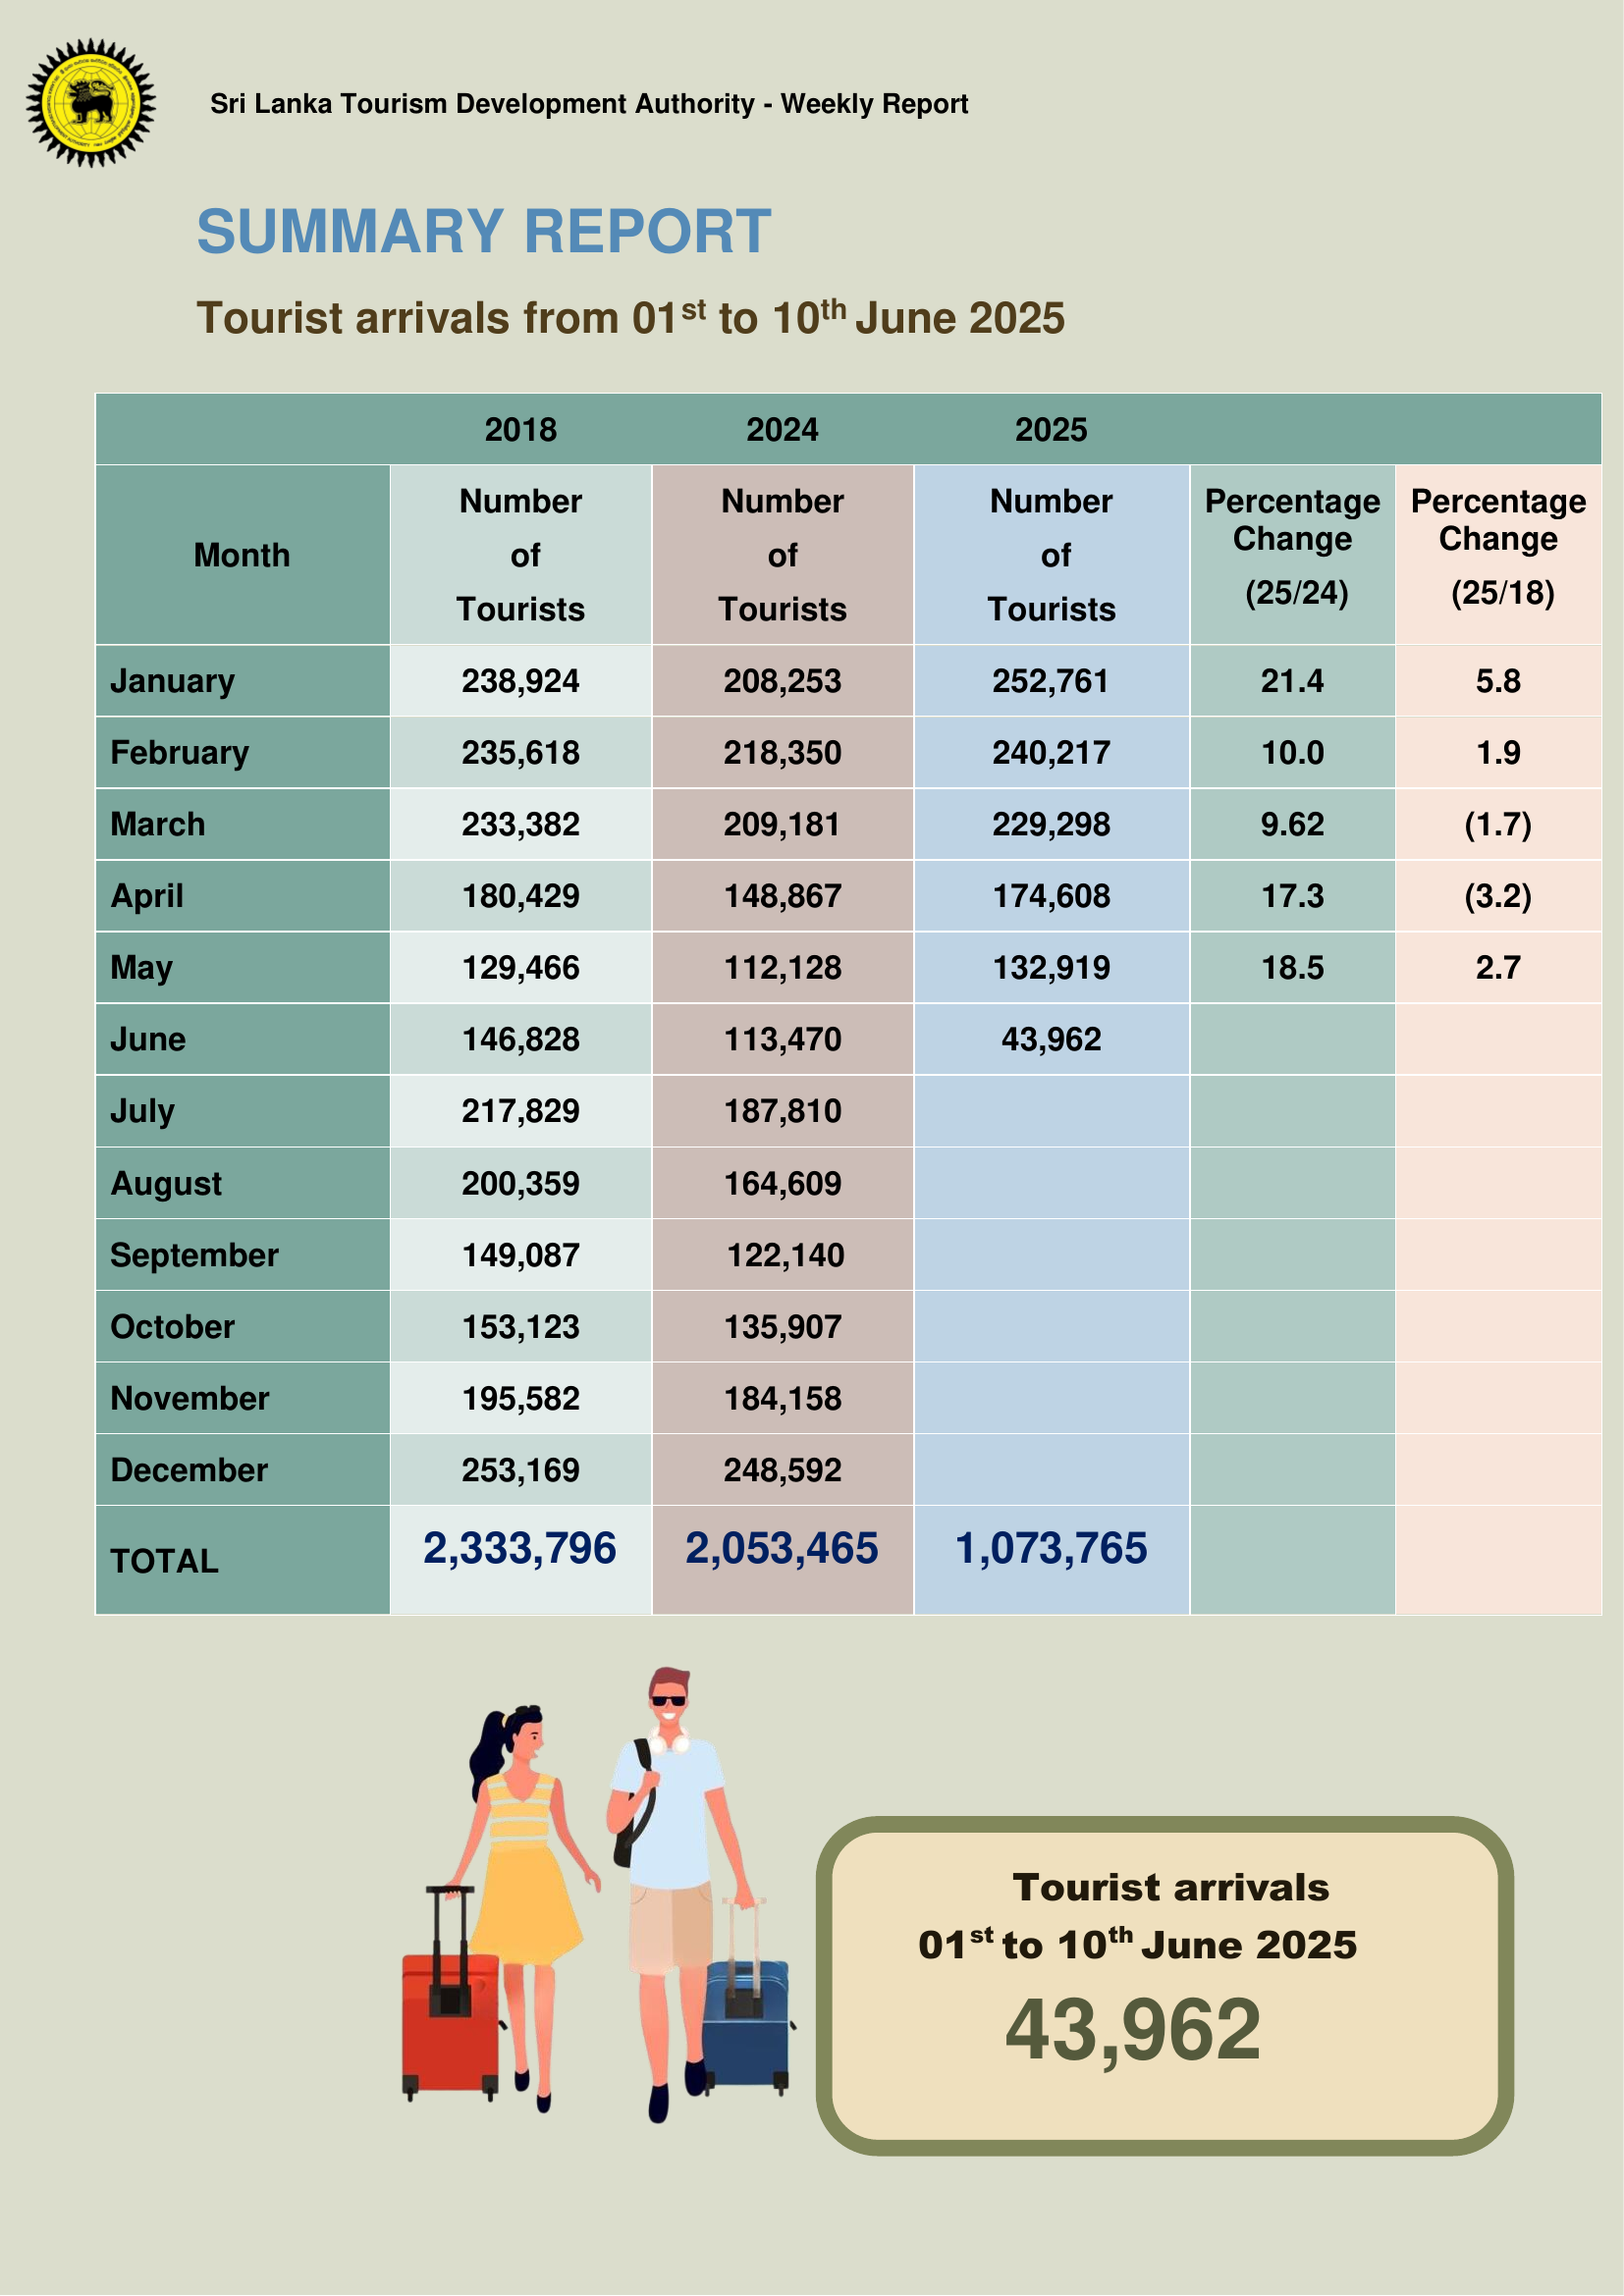 Sri Lanka Tourism Development Authority - Weekly Report
SUMMARY REPORT
Tourist arrivals from 01st to 10th June 2025
2018 2024 2025
Month Number of Tourists Number of Tourists Number of Tourists Percentage Change (25/24) Percentage Change (25/18)
January 238,924 208,253 252,761 21.4 5.8
February 235,618 218,350 240,217 10.0 1.9
March 233,382 209,181 229,298 9.62 (1.7)
April 180,429 148,867 174,608 17.3 (3.2)
May 129,466 112,128 132,919 18.5 2.7
June 146,828 113,470 43,962
July 217,829 187,810
August 200,359 164,609
September 149,087 122,140
October 153,123 135,907
November 195,582 184,158
December 253,169 248,592
TOTAL 2,333,796 2,053,465 1,073,765
Tourist arrivals
01st to 10th June 2025
43,962